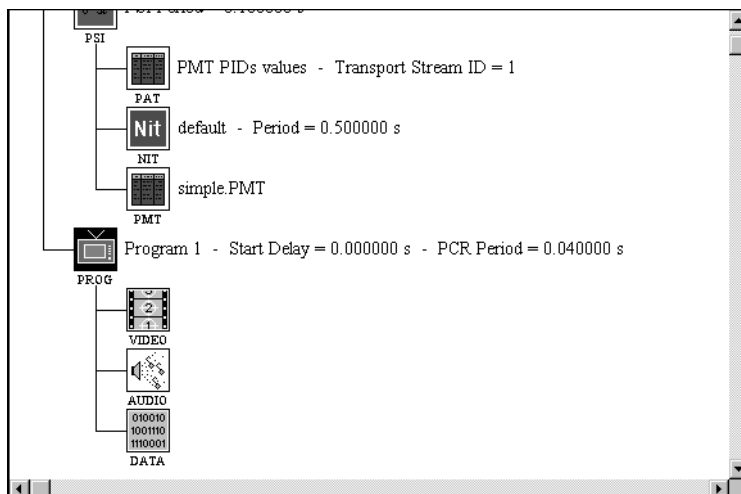 PSI
PMT PIDs values - Transport Stream ID = 1
PAT
Nit default - Period = 0.500000 s
NIT
simple.PMT
PMT
Program 1 - Start Delay = 0.000000 s - PCR Period = 0.040000 s
PROG
2
1
VIDEO
AUDIO
010010
1001110
1110001
DATA